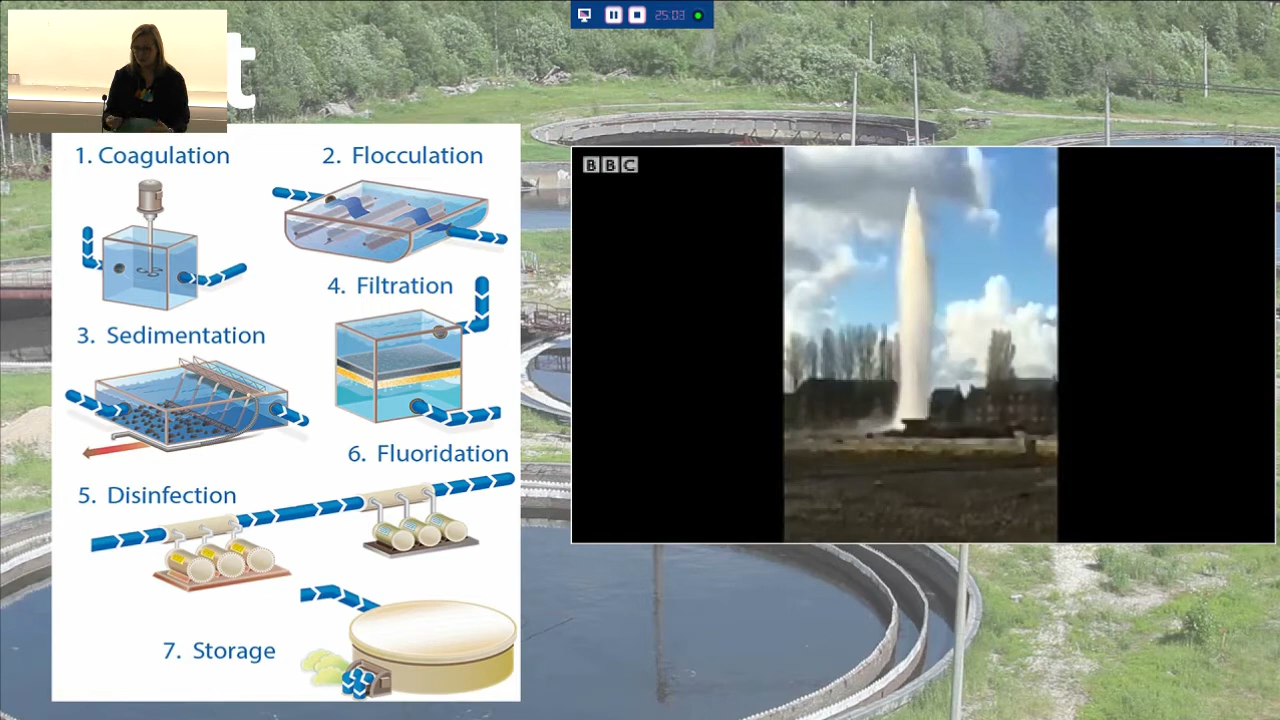 t
25:03
BBC
1. Coagulation
2. Flocculation
3. Sedimentation
4. Filtration
5. Disinfection
6. Fluoridation
7. Storage